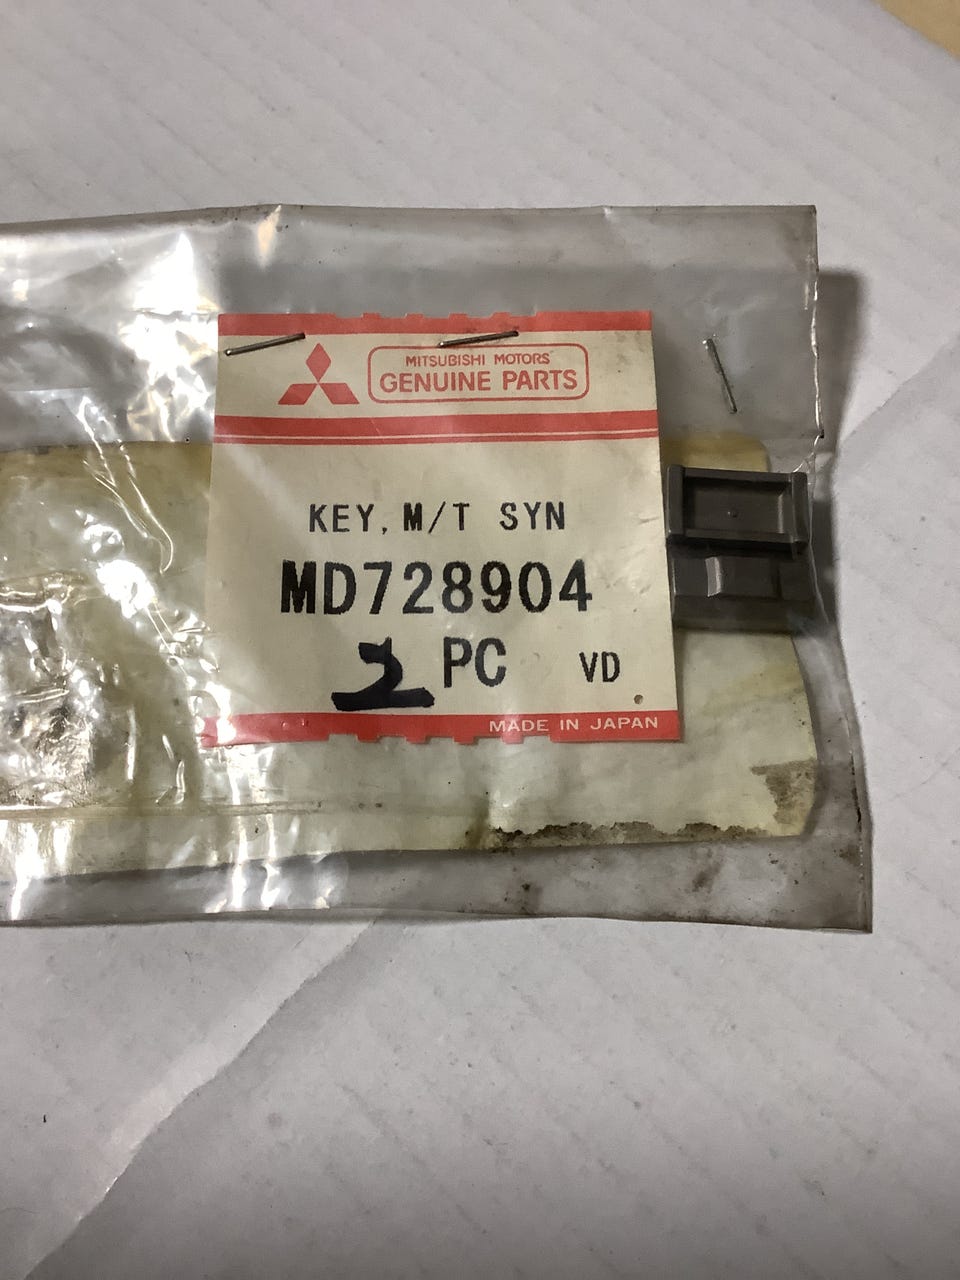 MITSUBISHI MOTORS
GENUINE PARTS
KEY, M/T SYN
MD728904
2 PC VD
MADE IN JAPAN